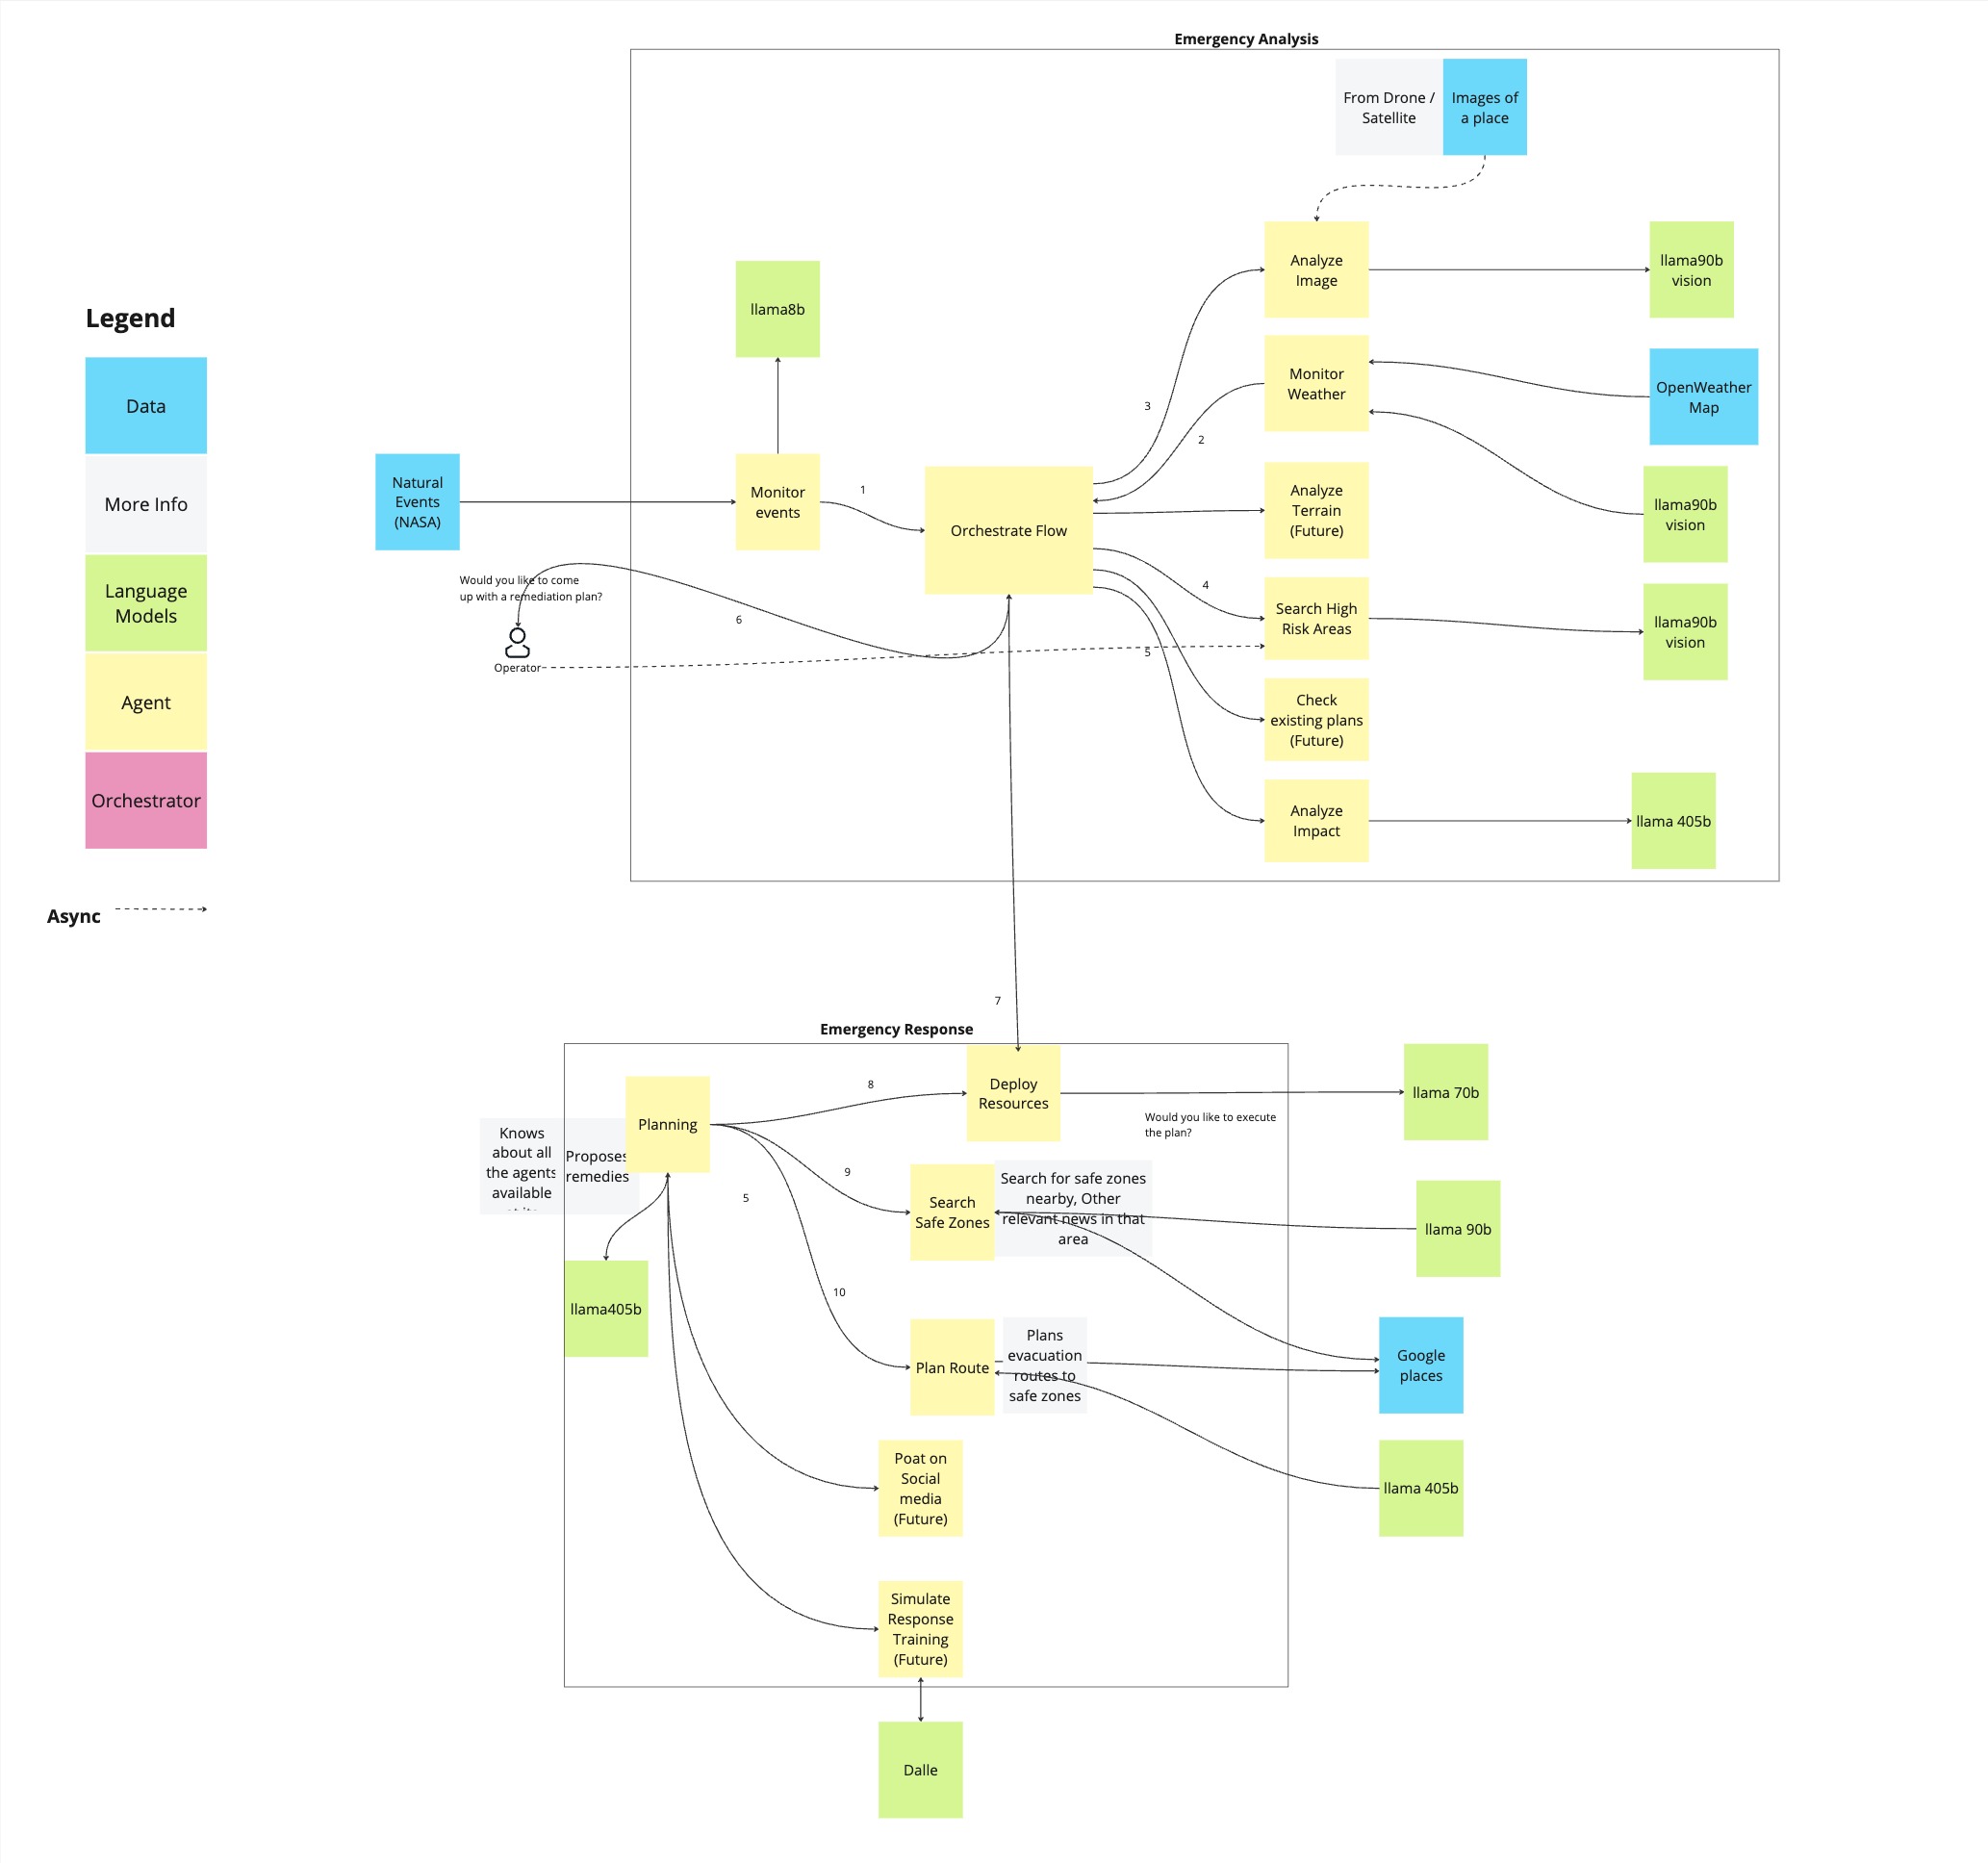 Emergency Analysis
From Drone /
Satellite
Images of
a place
Analyze
Image
llama90b
vision
llama8b
Legend
Data
More Info
Language
Models
Agent
Orchestrator
Async
Monitor
Weather
OpenWeather
Map
3
2
Natural
Events
(NASA)
Monitor
events
1
Orchestrate Flow
Analyze
Terrain
(Future)
llama90b
vision
Would you like to come
up with a remediation plan?
6
Operator
4
Search High
Risk Areas
llama90b
vision
5
Check
existing plans
(Future)
Analyze
Impact
llama 405b
7
Emergency Response
Planning
8
Deploy
Resources
Would you like to execute
the plan?
llama 70b
Knows
about all
the agents
available
Proposes
remedies
5
9
Search
Safe Zones
Search for safe zones
nearby, Other
relevant news in that
area
llama 90b
llama405b
10
Plan Route
Plans
evacuation
routes to
safe zones
Google
places
Poat on
Social
media
(Future)
llama 405b
Simulate
Response
Training
(Future)
Dalle